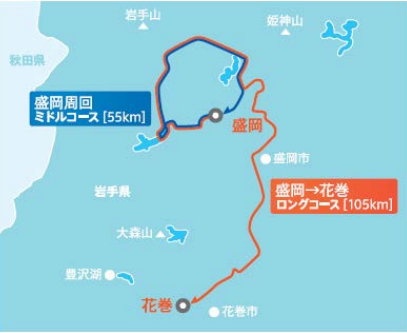 岩手山
姫神山
秋田県
盛岡周回
ミドルコース [55km]
盛岡
盛岡市
岩手県
盛岡→花巻
ロングコース [105km]
大森山
豊沢湖
花巻
花巻市